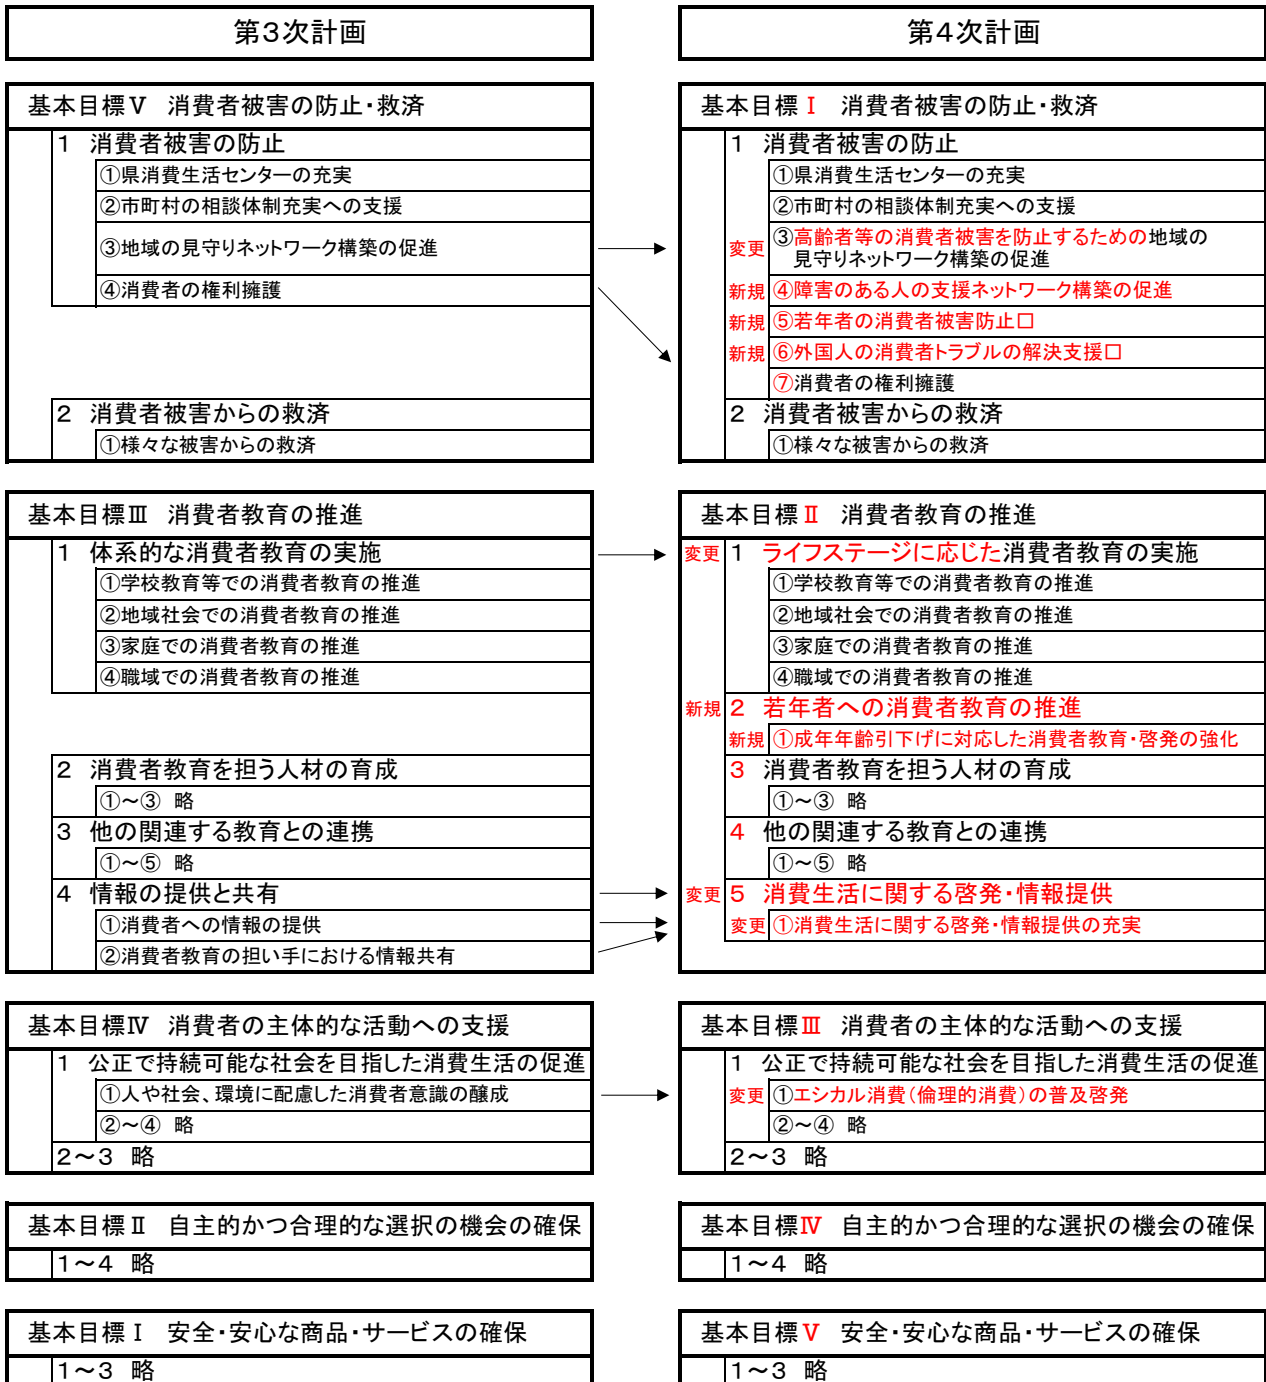 第３次計画
基本目標Ⅴ　消費者被害の防止・救済
1　消費者被害の防止
①県消費生活センターの充実
②市町村の相談体制充実への支援
③地域の見守りネットワーク構築の促進
④消費者の権利擁護
2　消費者被害からの救済
①様々な被害からの救済
基本目標Ⅲ　消費者教育の推進
1　体系的な消費者教育の実施
①学校教育等での消費者教育の推進
②地域社会での消費者教育の推進
③家庭での消費者教育の推進
④職域での消費者教育の推進
2　消費者教育を担う人材の育成
①～③　略
3　他の関連する教育との連携
①～⑤　略
4　情報の提供と共有
①消費者への情報の提供
②消費者教育の担い手における情報共有
基本目標Ⅳ　消費者の主体的な活動への支援
1　公正で持続可能な社会を目指した消費生活の促進
①人や社会、環境に配慮した消費者意識の醸成
②～④　略
2～3　略
基本目標Ⅱ　自主的かつ合理的な選択の機会の確保
1～4　略
基本目標Ⅰ　安全・安心な商品・サービスの確保
1～3　略
第４次計画
基本目標Ⅰ　消費者被害の防止・救済
1　消費者被害の防止
①県消費生活センターの充実
②市町村の相談体制充実への支援
変更 ③高齢者等の消費者被害を防止するための地域の
見守りネットワーク構築の促進
新規 ④障害のある人の支援ネットワーク構築の促進
新規 ⑤若年者の消費者被害防止□
新規 ⑥外国人の消費者トラブルの解決支援□
⑦消費者の権利擁護
2　消費者被害からの救済
①様々な被害からの救済
基本目標Ⅱ　消費者教育の推進
変更 1　ライフステージに応じた消費者教育の実施
①学校教育等での消費者教育の推進
②地域社会での消費者教育の推進
③家庭での消費者教育の推進
④職域での消費者教育の推進
新規 2　若年者への消費者教育の推進
新規 ①成年年齢引下げに対応した消費者教育・啓発の強化
3　消費者教育を担う人材の育成
①～③　略
4　他の関連する教育との連携
①～⑤　略
変更 5　消費生活に関する啓発・情報提供
変更 ①消費生活に関する啓発・情報提供の充実
基本目標Ⅲ　消費者の主体的な活動への支援
1　公正で持続可能な社会を目指した消費生活の促進
変更 ①エシカル消費（倫理的消費）の普及啓発
②～④　略
2～3　略
基本目標Ⅳ　自主的かつ合理的な選択の機会の確保
1～4　略
基本目標Ⅴ　安全・安心な商品・サービスの確保
1～3　略